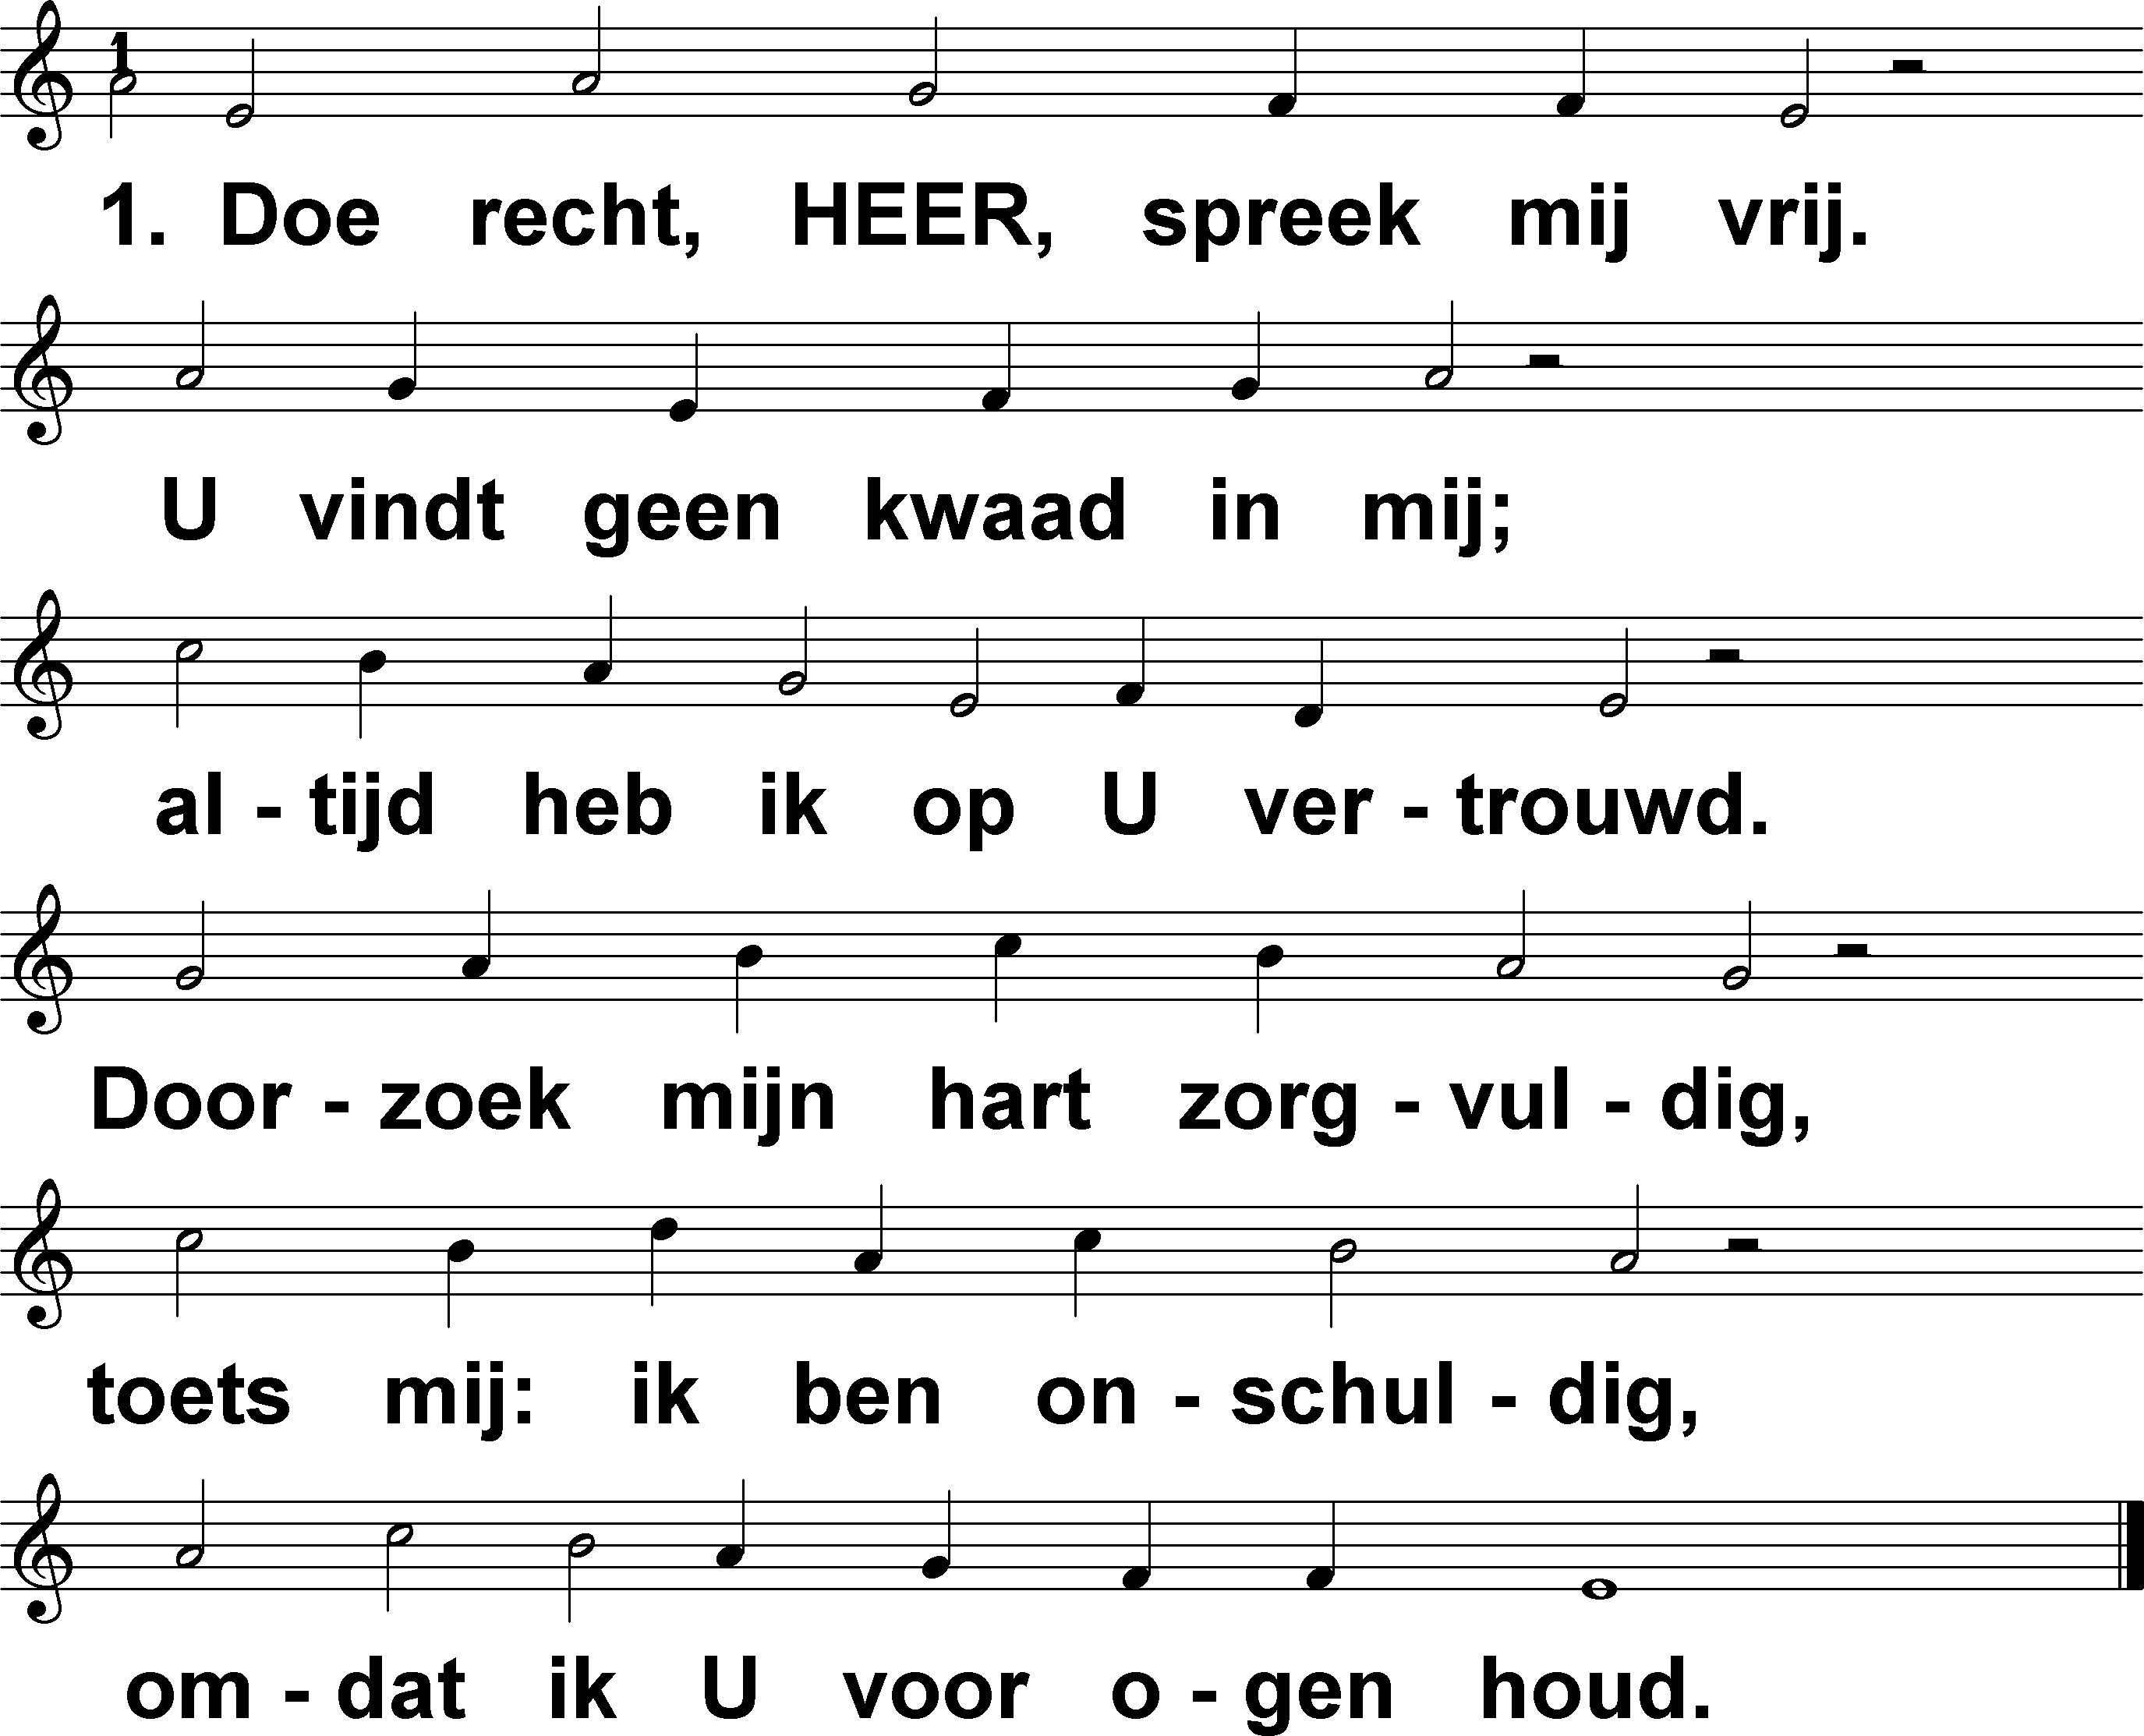 1
1. Doe recht, HEER, spreek mij vrij.
U vindt geen kwaad in mij;
al - tijd heb ik op U ver - trouwd.
Door - zoek mijn hart zorg - vul - dig,
toets mij: ik ben on - schul - dig,
om - dat ik U voor o - gen houd.